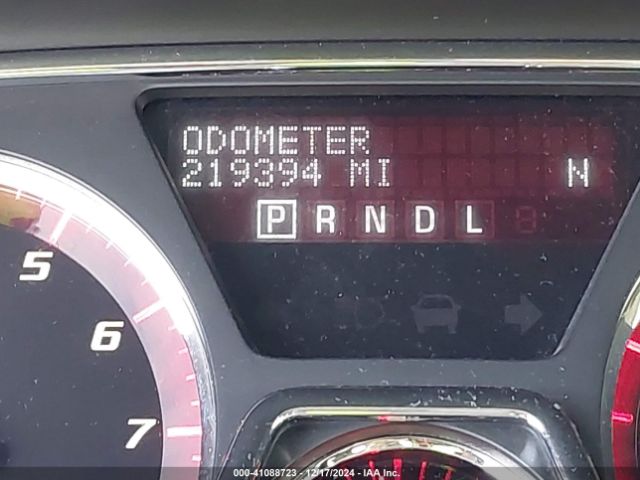 ODOMETER
219394 MI N
P R N D L
5
6
7
000-41088723 - 12/17/2024 - IAA Inc.